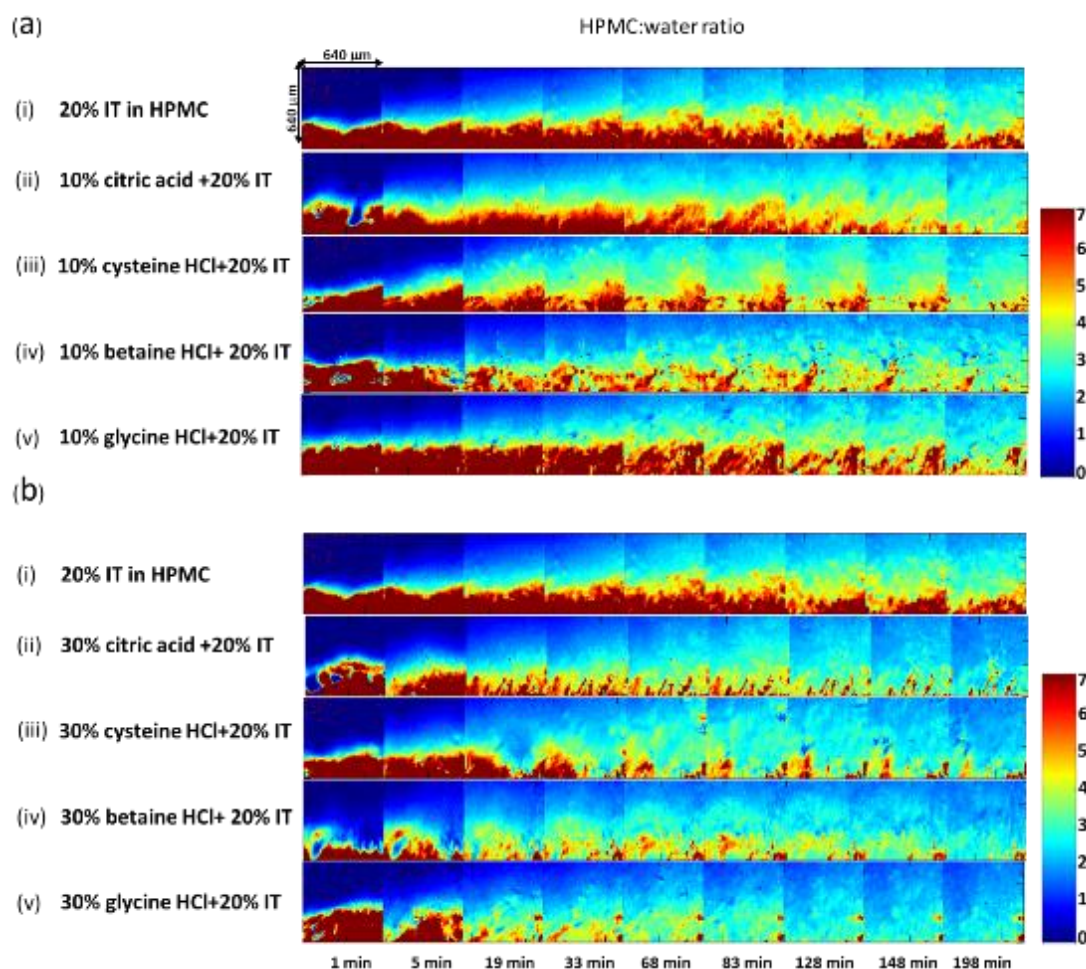 (a)
HPMC:water ratio
640 μm
640 μm
(i) 20% IT in HPMC
(ii) 10% citric acid +20% IT
(iii) 10% cysteine HCl+20% IT
(iv) 10% betaine HCl+ 20% IT
(v) 10% glycine HCl+20% IT
7
6
5
4
3
2
1
0
(b)
(i) 20% IT in HPMC
(ii) 30% citric acid +20% IT
(iii) 30% cysteine HCl+20% IT
(iv) 30% betaine HCl+ 20% IT
(v) 30% glycine HCl+20% IT
7
6
5
4
3
2
1
0
1 min 5 min 19 min 33 min 68 min 83 min 128 min 148 min 198 min